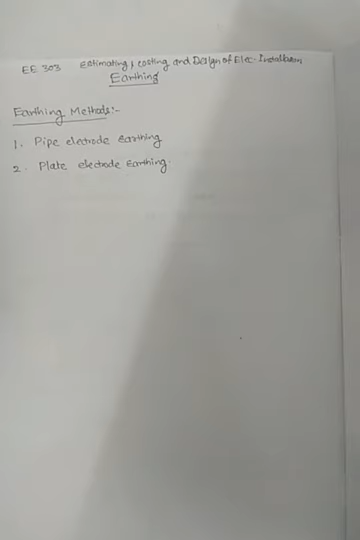 EE 303 Estimating, costing and Design of Elec. Installation,
Earthing
Earthing Methods:-
1. Pipe electrode earthing
2. Plate electrode Earthing.